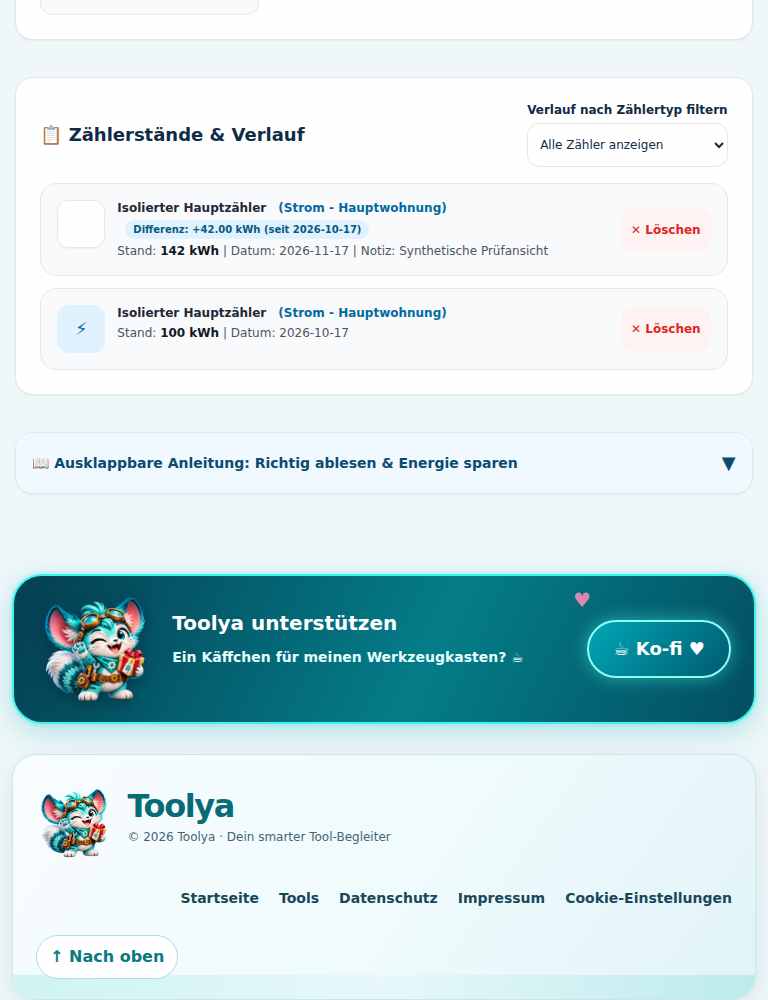 📋 Zählerstände & Verlauf
Verlauf nach Zählertyp filtern
Alle Zähler anzeigen
Isolierter Hauptzähler (Strom - Hauptwohnung)
Differenz: +42.00 kWh (seit 2026-10-17)
Stand: 142 kWh | Datum: 2026-11-17 | Notiz: Synthetische Prüfansicht
✕ Löschen
⚡ Isolierter Hauptzähler (Strom - Hauptwohnung)
Stand: 100 kWh | Datum: 2026-10-17
✕ Löschen
📖 Ausklappbare Anleitung: Richtig ablesen & Energie sparen ▼
Toolya unterstützen
Ein Käffchen für meinen Werkzeugkasten? ☕
☕ Ko-fi ♥
Toolya
© 2026 Toolya · Dein smarter Tool-Begleiter
Startseite Tools Datenschutz Impressum Cookie-Einstellungen
↑ Nach oben